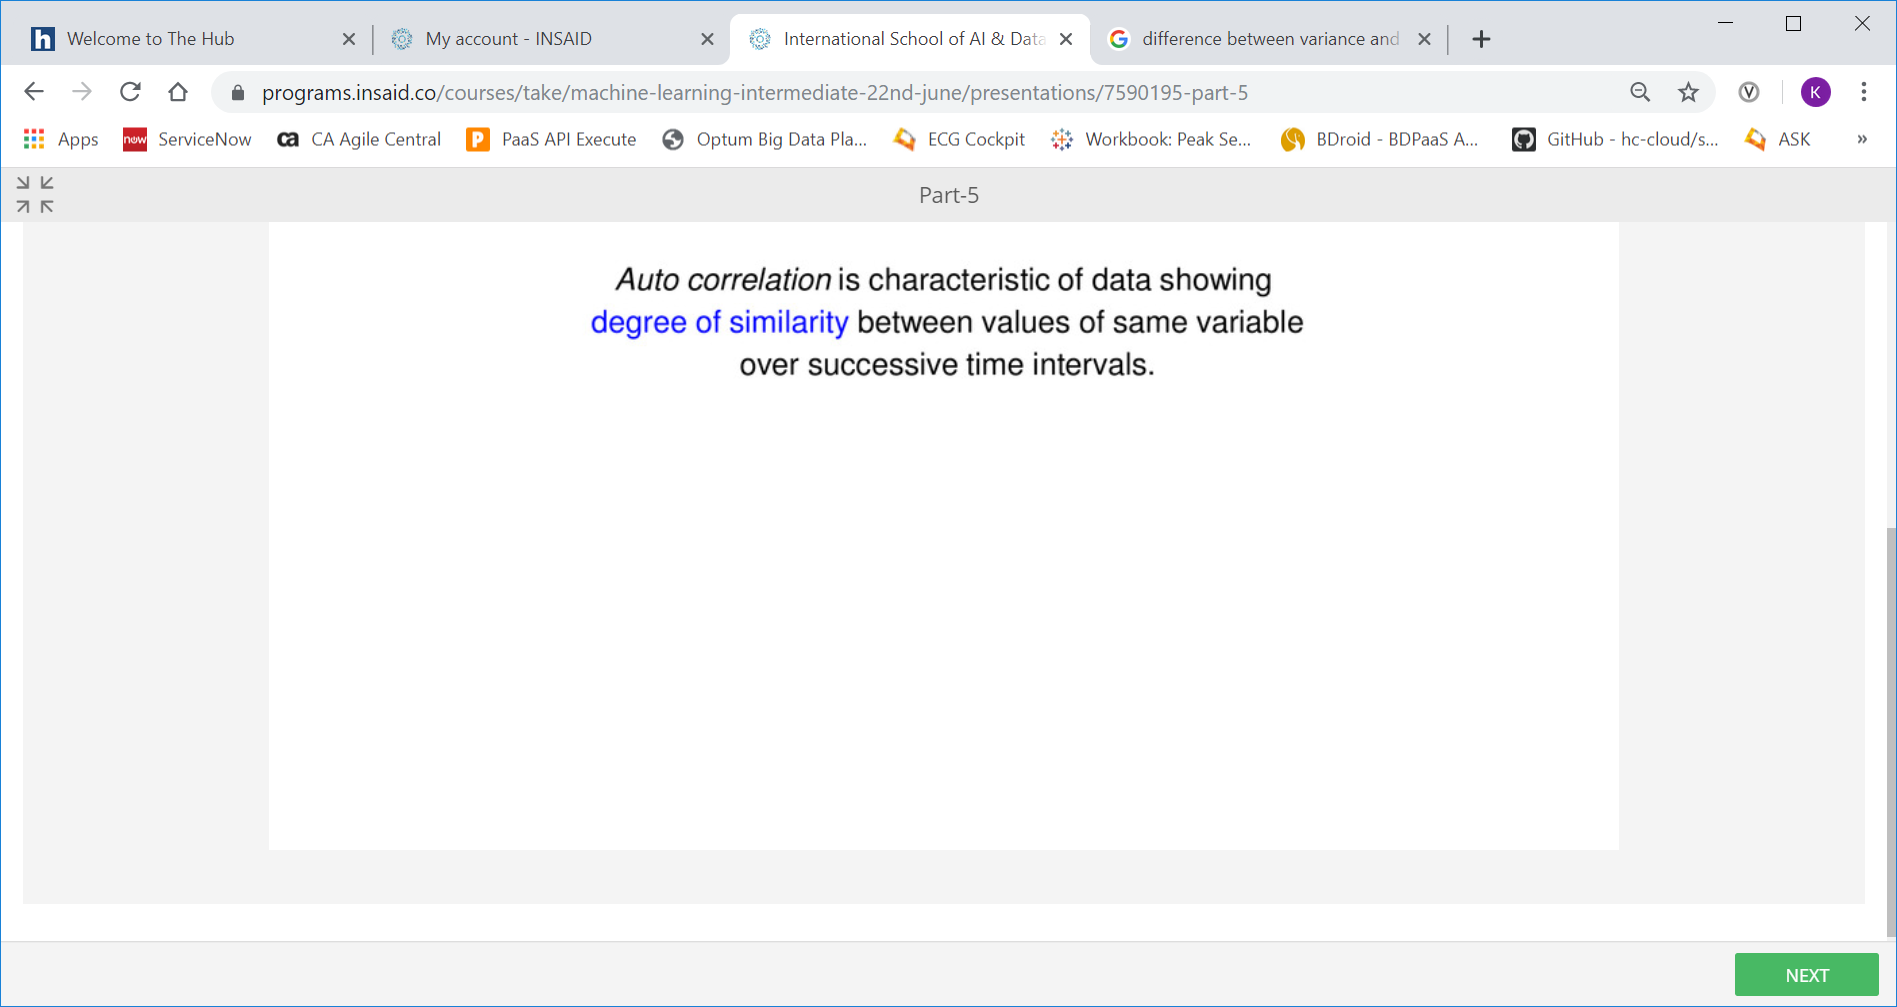 Welcome to The Hub
My account - INSAID
International School of AI & Data
difference between variance and
programs.insaid.co/courses/take/machine-learning-intermediate-22nd-june/presentations/7590195-part-5
V
K
Apps
now ServiceNow
ca CA Agile Central
P PaaS API Execute
Optum Big Data Pla...
ECG Cockpit
Workbook: Peak Se...
BDroid - BDPaaS A...
GitHub - hc-cloud/s...
ASK
»
Part-5
Auto correlation is characteristic of data showing
degree of similarity between values of same variable
over successive time intervals.
NEXT